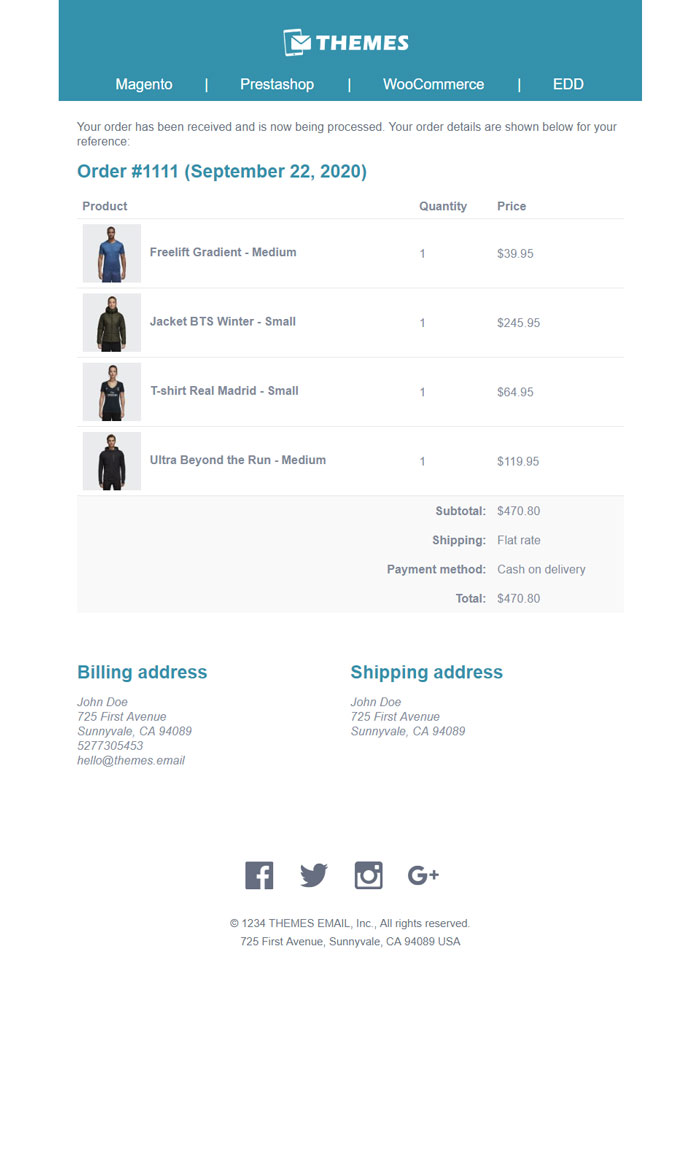 THEMES
Magento | Prestashop | WooCommerce | EDD
Your order has been received and is now being processed. Your order details are shown below for your
reference:
Order #1111 (September 22, 2020)
Product Quantity Price
Freelift Gradient - Medium 1 $39.95
Jacket BTS Winter - Small 1 $245.95
T-shirt Real Madrid - Small 1 $64.95
Ultra Beyond the Run - Medium 1 $119.95
Subtotal: $470.80
Shipping: Flat rate
Payment method: Cash on delivery
Total: $470.80
Billing address Shipping address
John Doe John Doe
725 First Avenue 725 First Avenue
Sunnyvale, CA 94089 Sunnyvale, CA 94089
5277305453
hello@themes.email
© 1234 THEMES EMAIL, Inc., All rights reserved.
725 First Avenue, Sunnyvale, CA 94089 USA